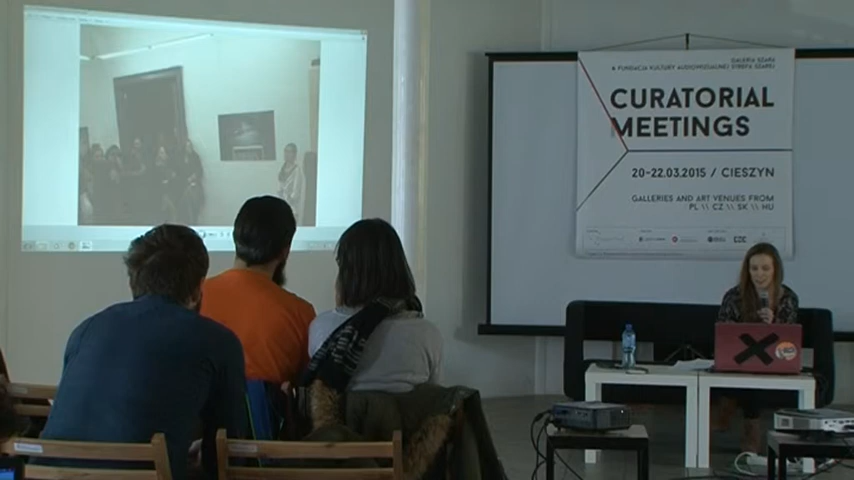 GALERIA SZARA
& FUNDACJA KULTURY AUDIOWIZUALNEJ STREFA SZAREJ
CURATORIAL
MEETINGS
20-22.03.2015 / CIESZYN
GALLERIES AND ART VENUES FROM
PL \\ CZ \\ SK \\ HU